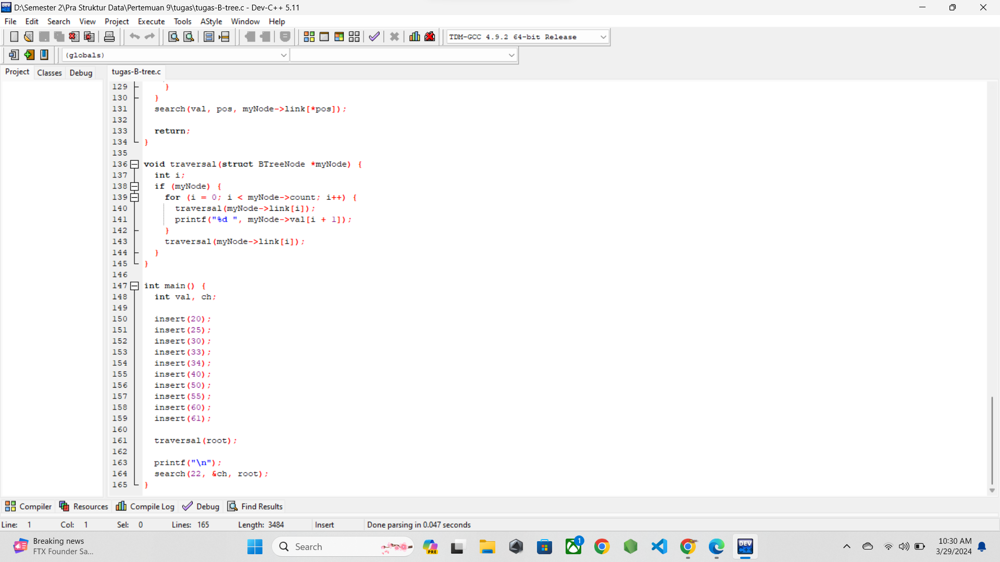 D:\Semester 2\Pra Struktur Data\Pertemuan 9\tugas\tugas-B-tree.c - Dev-C++ 5.11
File Edit Search View Project Execute Tools AStyle Window Help
TDM-GCC 4.9.2 64-bit Release
(globals)
Project Classes Debug tugas-B-tree.c
129 }
130 }
131 search(val, pos, myNode->link[*pos]);
132
133 return;
134 }
135
136 void traversal(struct BTreeNode *myNode) {
137 int i;
138 if (myNode) {
139 for (i = 0; i < myNode->count; i++) {
140 traversal(myNode->link[i]);
141 printf("%d ", myNode->val[i + 1]);
142 }
143 traversal(myNode->link[i]);
144 }
145 }
146
147 int main() {
148 int val, ch;
149
150 insert(20);
151 insert(25);
152 insert(30);
153 insert(33);
154 insert(34);
155 insert(40);
156 insert(50);
157 insert(55);
158 insert(60);
159 insert(61);
160
161 traversal(root);
162
163 printf("\n");
164 search(22, &ch, root);
165 }
Compiler Resources Compile Log Debug Find Results
Line: 1 Col: 1 Sel: 0 Lines: 165 Length: 3484 Insert Done parsing in 0.047 seconds
Breaking news
FTX Founder Sa...
Search
PRE
1
DEV
C++
10:30 AM
3/29/2024